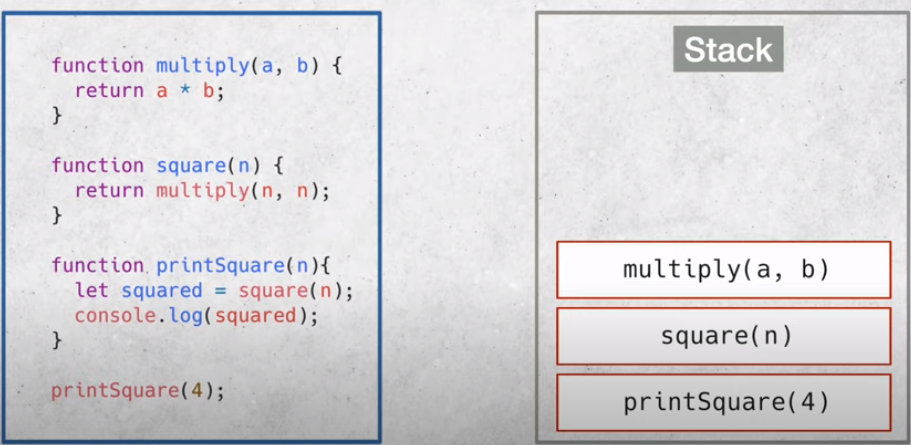 function multiply(a, b) {
return a * b;
}
function square(n) {
return multiply(n, n);
}
function printSquare(n){
let squared = square(n);
console.log(squared);
}
printSquare(4);
Stack
multiply(a, b)
square(n)
printSquare(4)